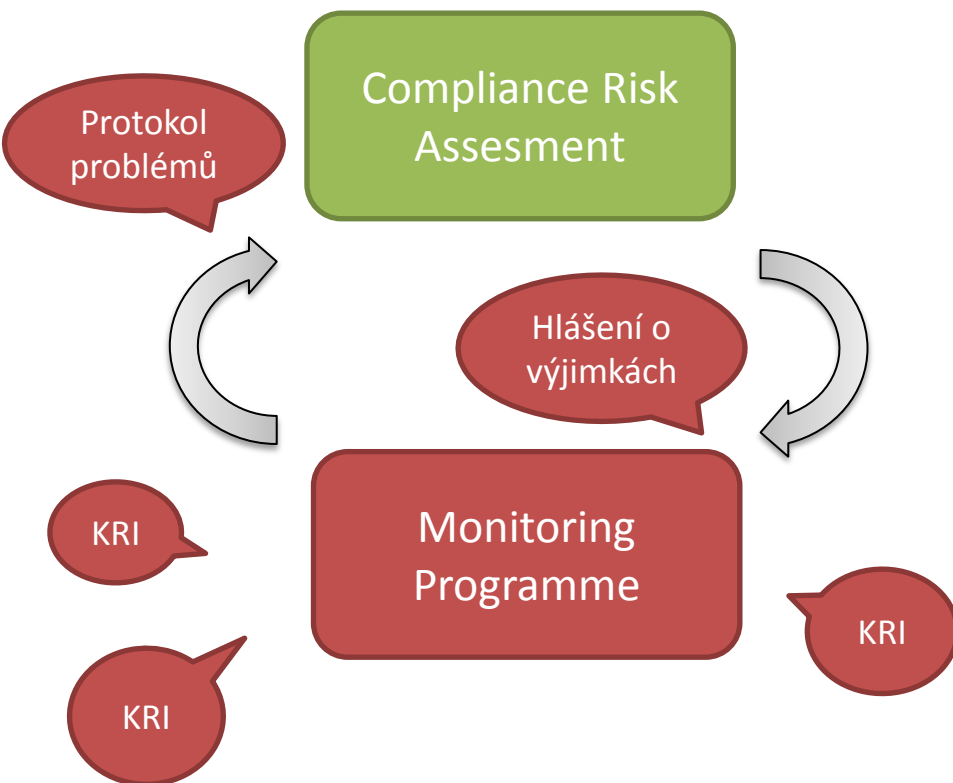 Compliance Risk
Assesment
Protokol
problémů
Hlášení o
výjimkách
Monitoring
Programme
KRI
KRI
KRI